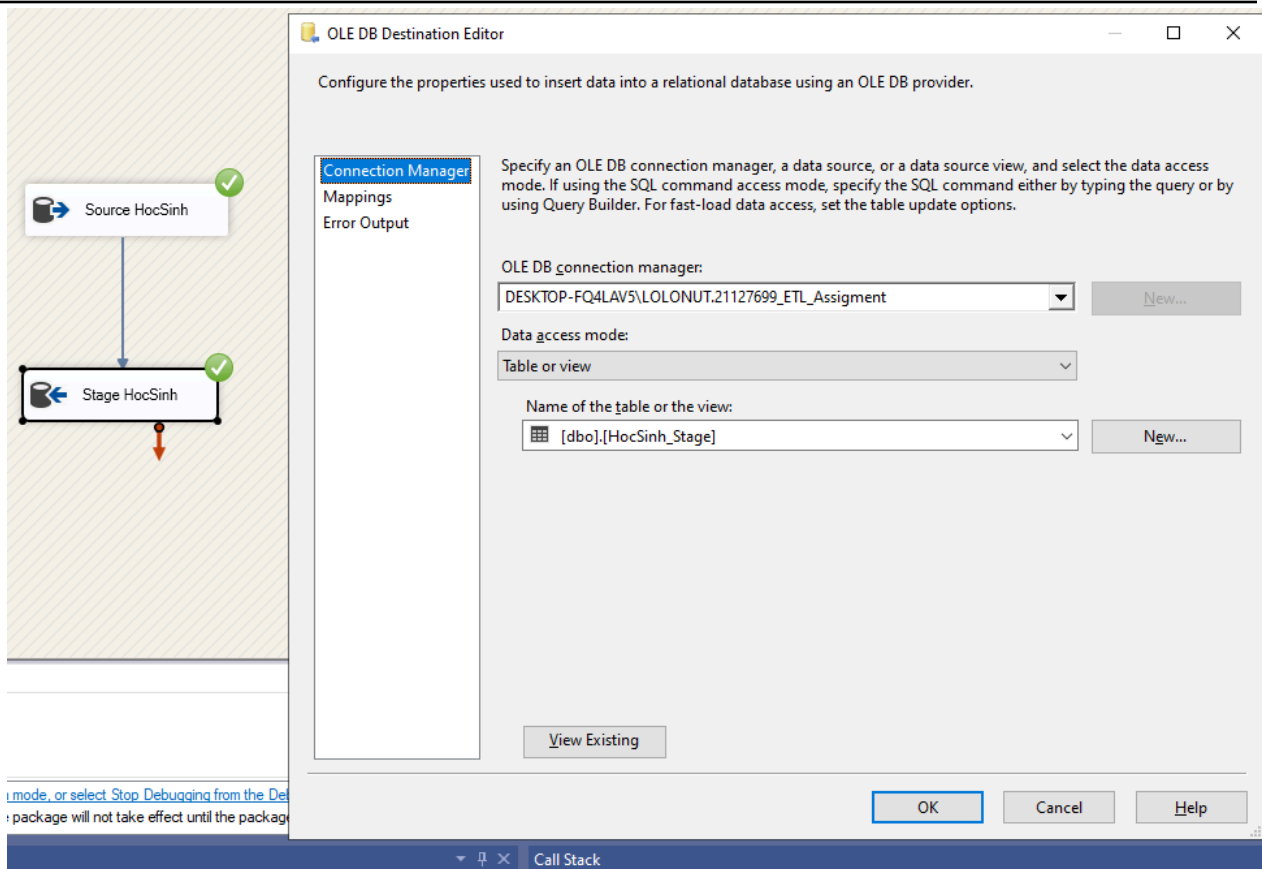 OLE DB Destination Editor
Configure the properties used to insert data into a relational database using an OLE DB provider.
Connection Manager
Mappings
Error Output
Specify an OLE DB connection manager, a data source, or a data source view, and select the data access
mode. If using the SQL command access mode, specify the SQL command either by typing the query or by
using Query Builder. For fast-load data access, set the table update options.
Source HocSinh
Stage HocSinh
OLE DB connection manager:
DESKTOP-FQ4LAV5\LOLONUT.21127699_ETL_Assigment
New...
Data access mode:
Table or view
Name of the table or the view:
[dbo].[HocSinh_Stage]
New...
View Existing
mode, or select Stop Debugging from the
package will not take effect until the package
OK
Cancel
Help
Call Stack